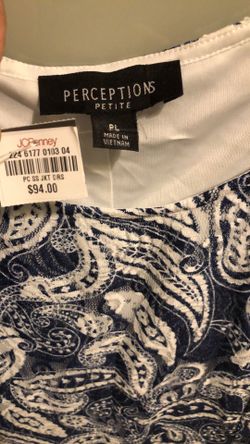 PERCEPTIONS
PETITE
PL
MADE IN
VIETNAM
JCPenney
224 6177 0103 04
PC SS JKT DRS
$94.00